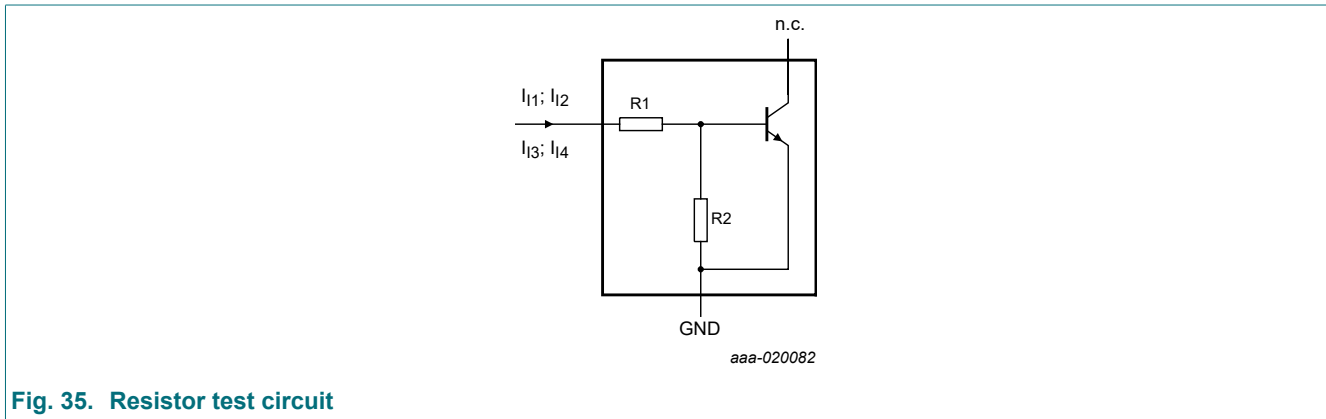 n.c.
I_I1; I_I2
R1
I_I3; I_I4
R2
GND
aaa-020082
Fig. 35. Resistor test circuit